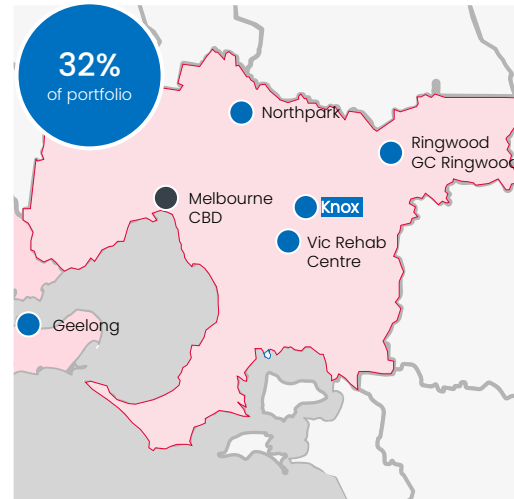 32%
of portfolio
Northpark
Ringwood
GC Ringwood
Melbourne
CBD
Knox
Vic Rehab
Centre
Geelong